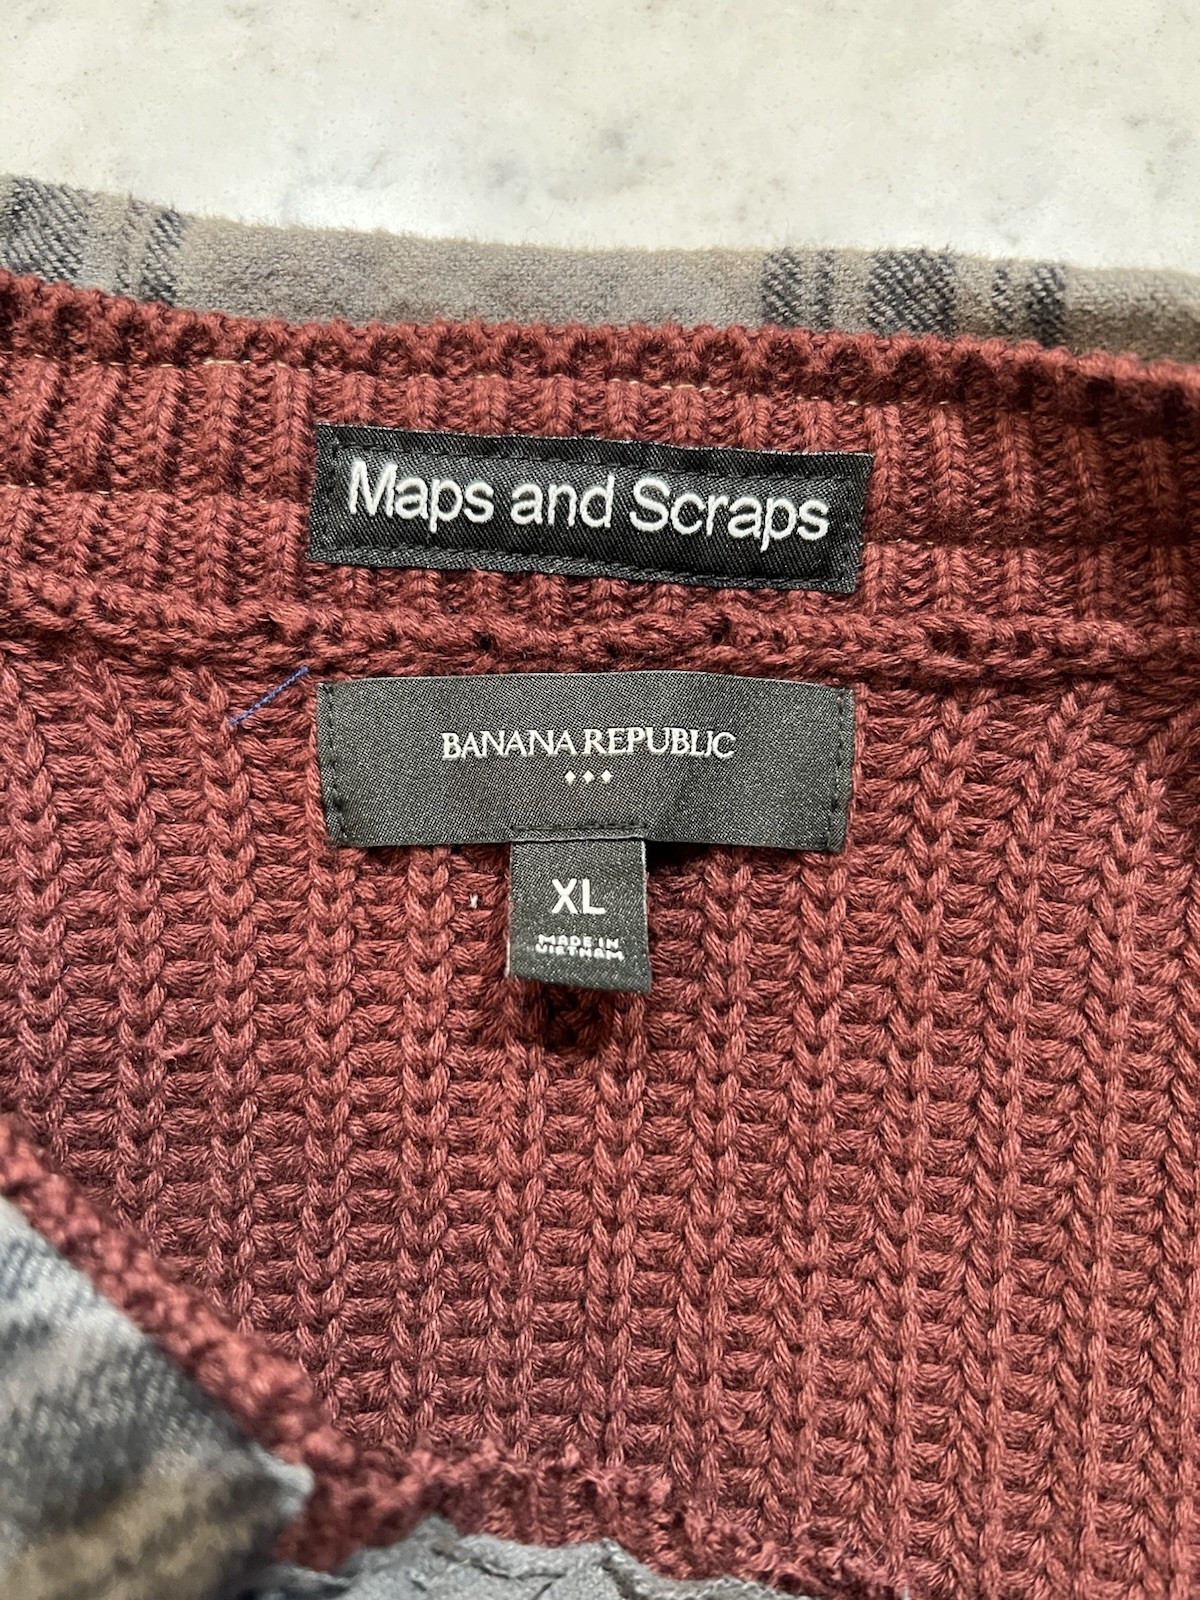 Maps and Scraps
BANANA REPUBLIC
XL
MADE IN
VIETNAM